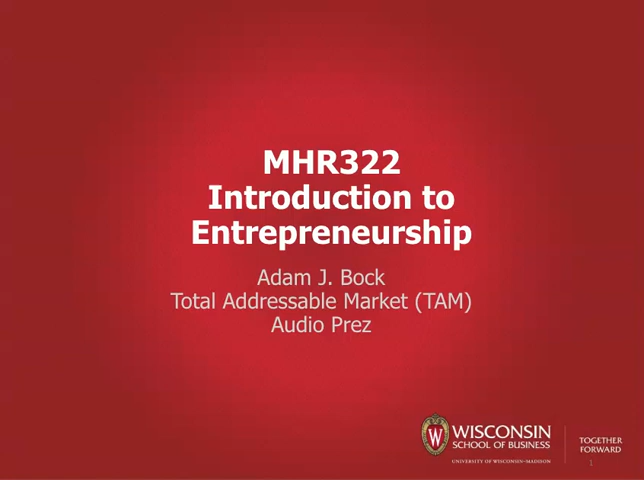 MHR322
Introduction to
Entrepreneurship
Adam J. Bock
Total Addressable Market (TAM)
Audio Prez
W
WISCONSIN
SCHOOL OF BUSINESS
UNIVERSITY OF WISCONSIN–MADISON
TOGETHER
FORWARD
1